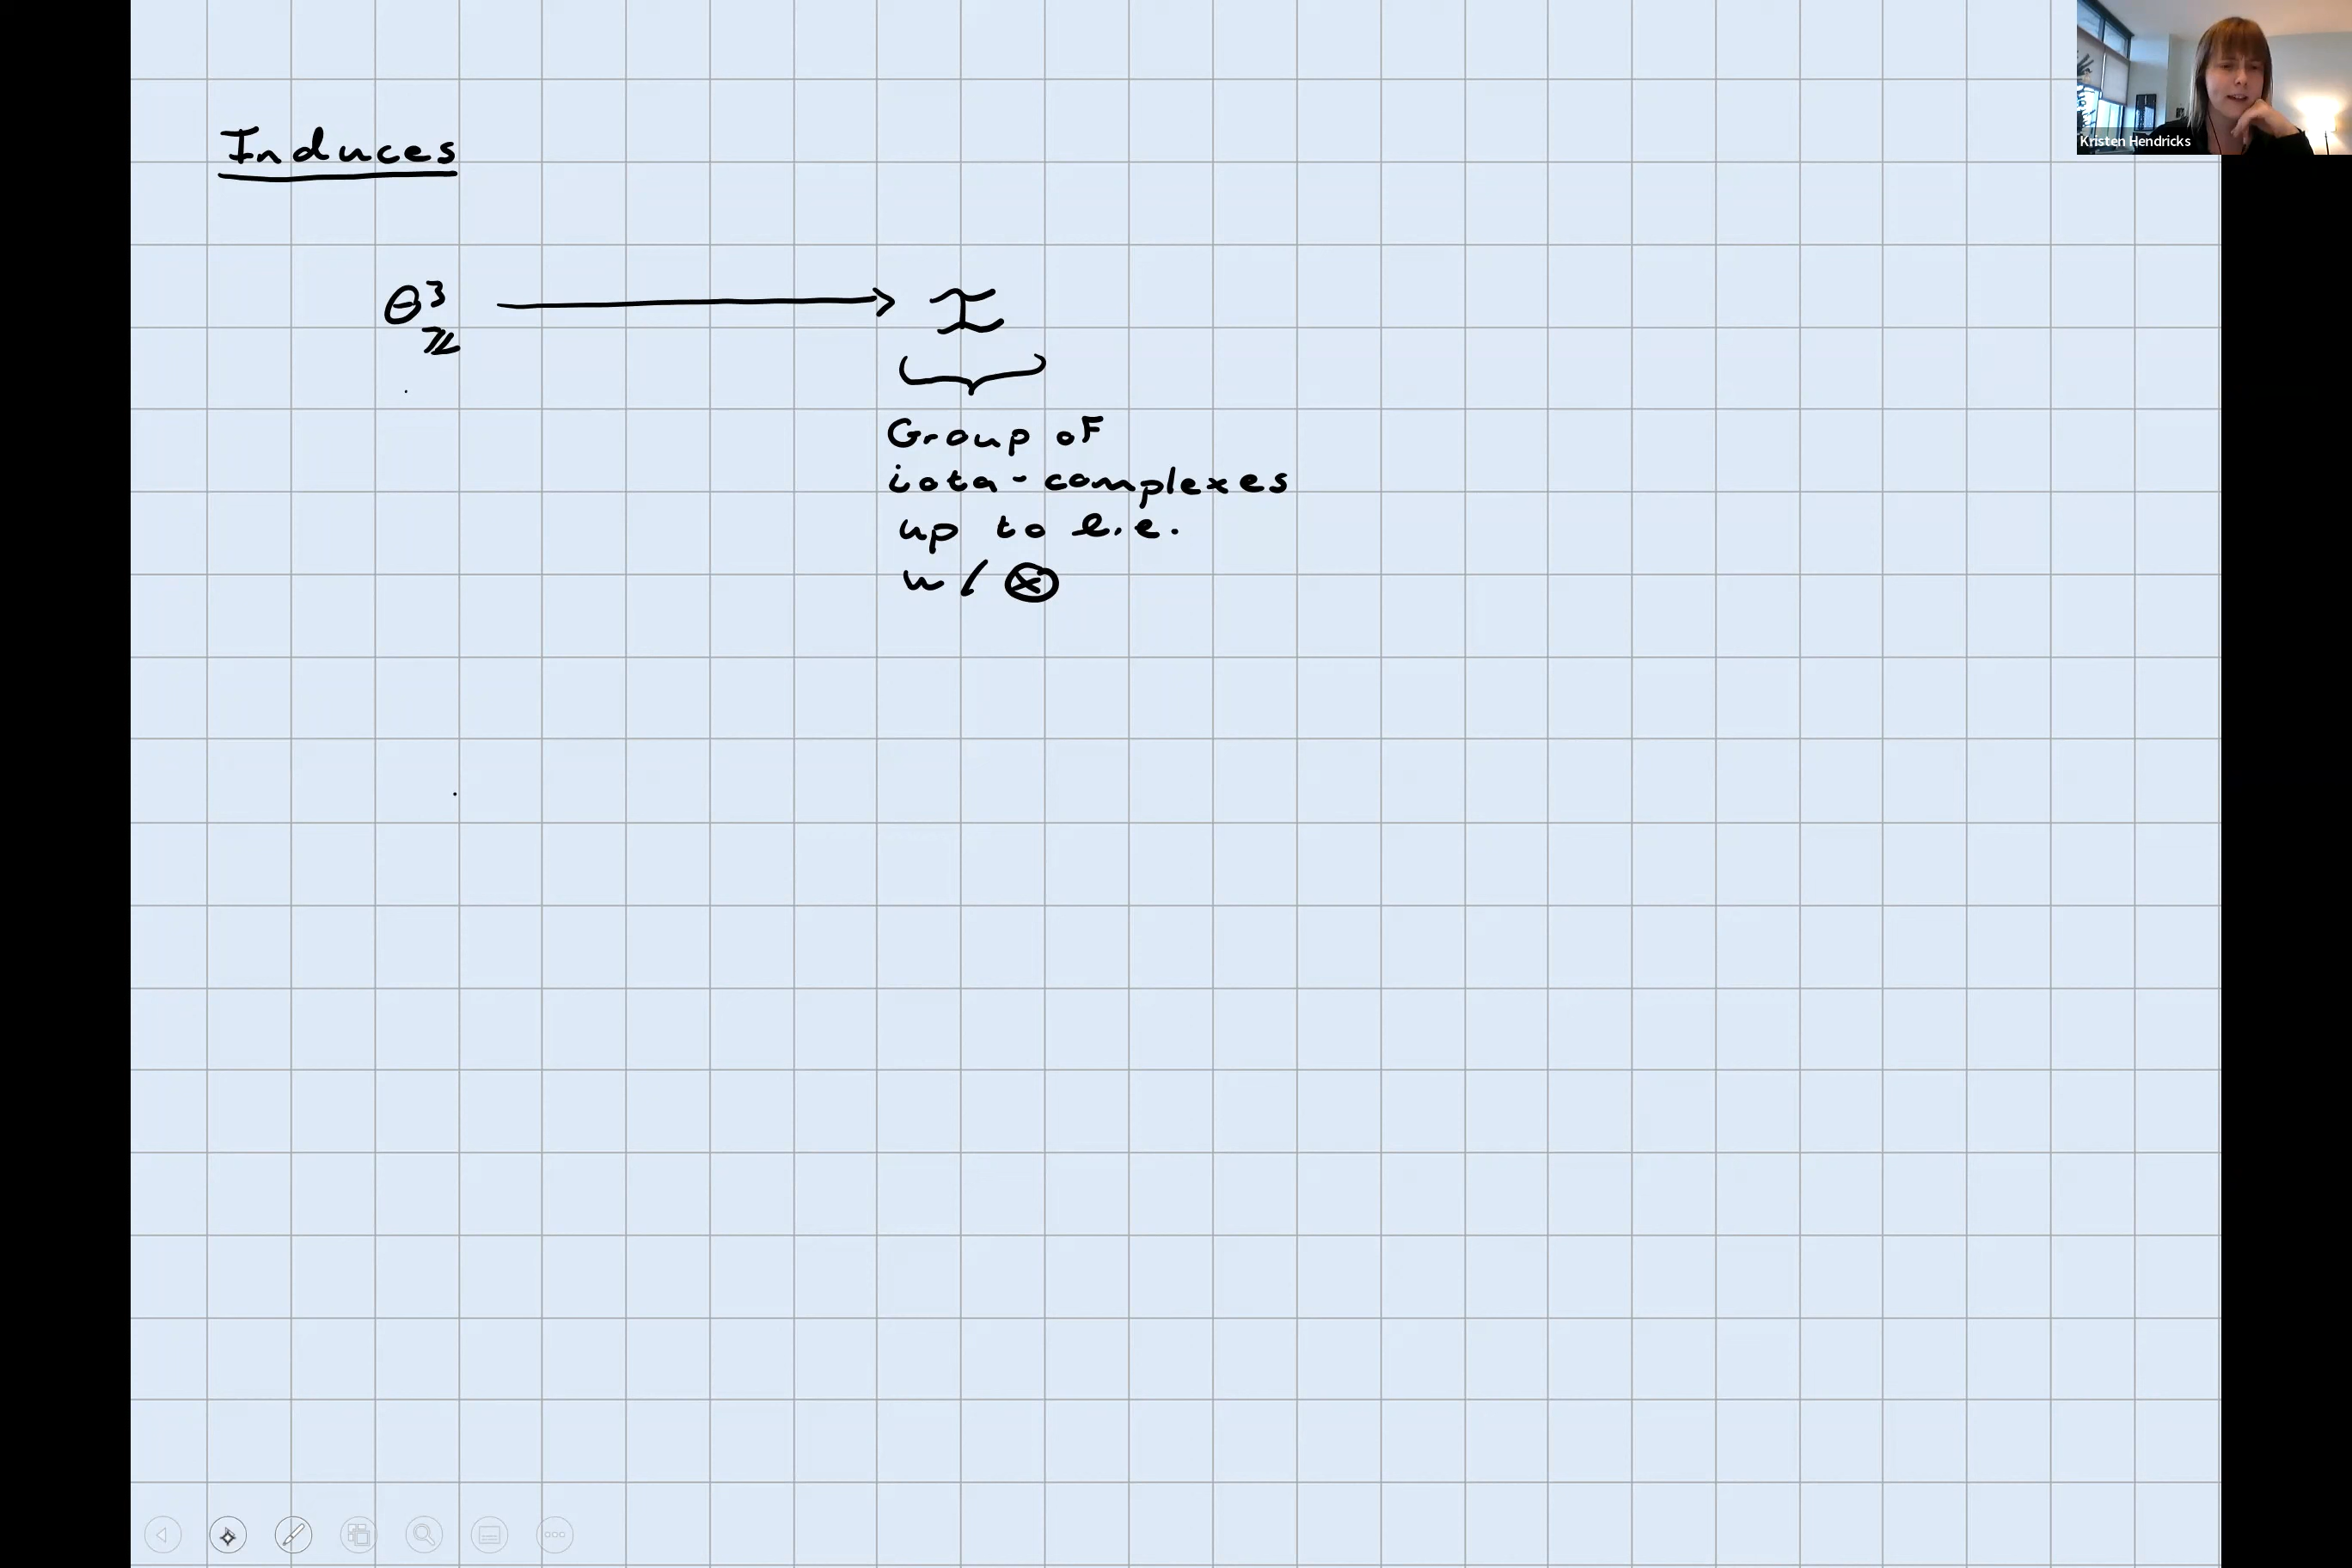 Kristen Hendricks
Induces
Θ³_ℤ ⟶ ℐ
Group of
iota-complexes
up to l.e.
w/ ⊗